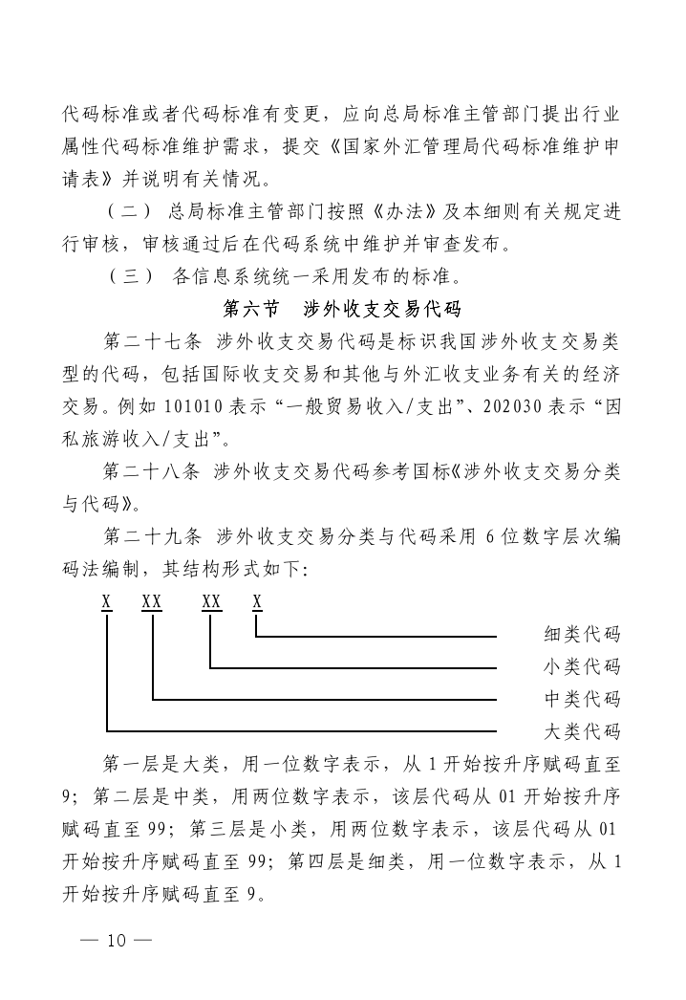 代码标准或者代码标准有变更，应向总局标准主管部门提出行业
属性代码标准维护需求，提交《国家外汇管理局代码标准维护申
请表》并说明有关情况。
（二） 总局标准主管部门按照《办法》及本细则有关规定进
行审核，审核通过后在代码系统中维护并审查发布。
（三） 各信息系统统一采用发布的标准。
第六节 涉外收支交易代码
第二十七条 涉外收支交易代码是标识我国涉外收支交易类
型的代码，包括国际收支交易和其他与外汇收支业务有关的经济
交易。例如 101010 表示“一般贸易收入/支出”、202030 表示“因
私旅游收入/支出”。
第二十八条 涉外收支交易代码参考国标《涉外收支交易分类
与代码》。
第二十九条 涉外收支交易分类与代码采用 6 位数字层次编
码法编制，其结构形式如下：
X XX XX X
细类代码
小类代码
中类代码
大类代码
第一层是大类，用一位数字表示，从 1 开始按升序赋码直至
9；第二层是中类，用两位数字表示，该层代码从 01 开始按升序
赋码直至 99；第三层是小类，用两位数字表示，该层代码从 01
开始按升序赋码直至 99；第四层是细类，用一位数字表示，从 1
开始按升序赋码直至 9。
— 10 —